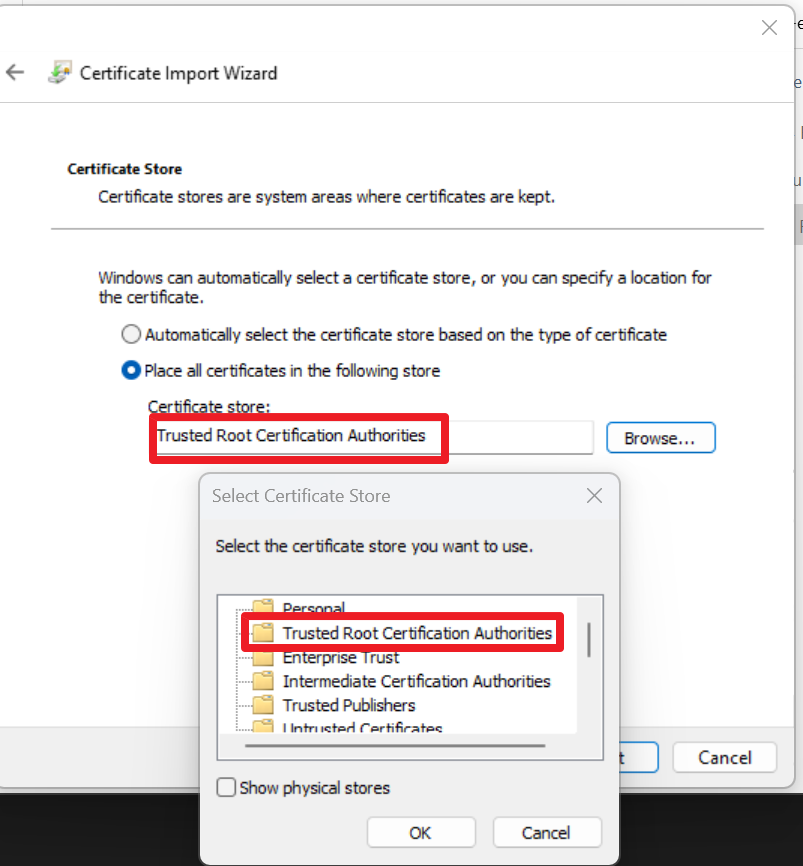 Certificate Import Wizard
Certificate Store
Certificate stores are system areas where certificates are kept.
Windows can automatically select a certificate store, or you can specify a location for
the certificate.
Automatically select the certificate store based on the type of certificate
Place all certificates in the following store
Certificate store:
Trusted Root Certification Authorities
Browse...
Select Certificate Store
Select the certificate store you want to use.
Personal
Trusted Root Certification Authorities
Enterprise Trust
Intermediate Certification Authorities
Trusted Publishers
Untrusted Certificates
Show physical stores
OK
Cancel
Cancel